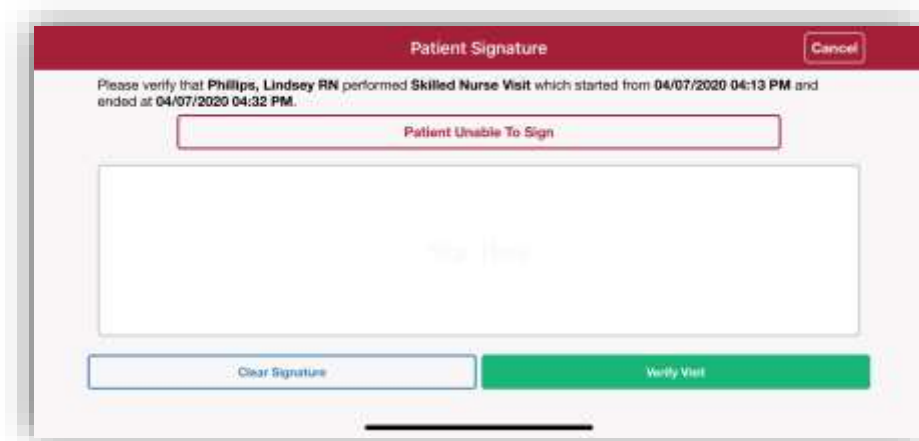 Patient Signature
Cancel
Please verify that Phillips, Lindsey RN performed Skilled Nurse Visit which started from 04/07/2020 04:13 PM and
ended at 04/07/2020 04:32 PM.
Patient Unable To Sign
Clear Signature
Verify Visit